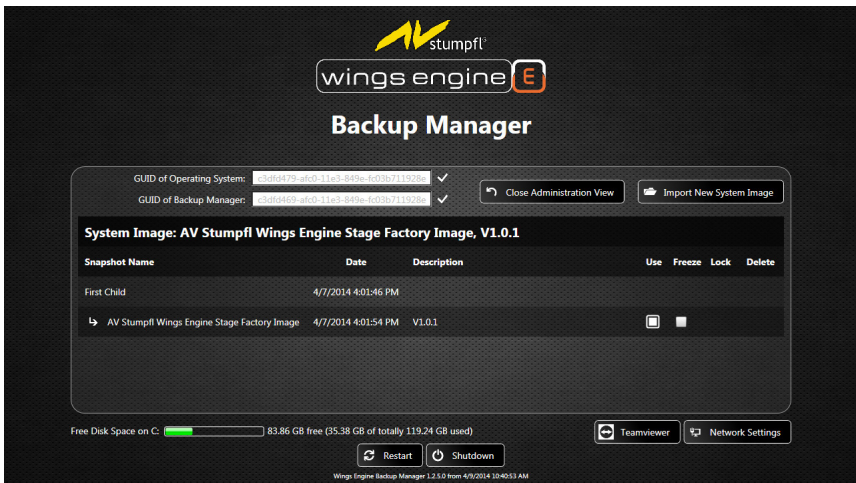 AV stumpfl®
wings engine E
Backup Manager
GUID of Operating System: c3dfd479-afc0-11e3-849e-fc03b711928e
GUID of Backup Manager: c3dfd469-afc0-11e3-849e-fc03b711928e
Close Administration View
Import New System Image
System Image: AV Stumpfl Wings Engine Stage Factory Image, V1.0.1
Snapshot Name Date Description Use Freeze Lock Delete
First Child 4/7/2014 4:01:46 PM
AV Stumpfl Wings Engine Stage Factory Image 4/7/2014 4:01:54 PM V1.0.1
Free Disk Space on C: 83.86 GB free (35.38 GB of totally 119.24 GB used)
Teamviewer
Network Settings
Restart
Shutdown
Wings Engine Backup Manager 1.2.5.0 from 4/9/2014 10:40:53 AM